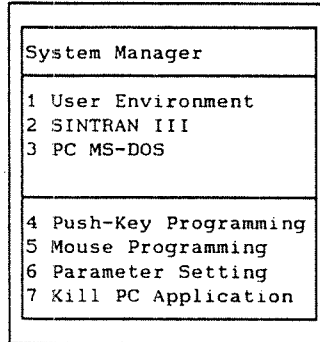 System Manager
1 User Environment
2 SINTRAN III
3 PC MS-DOS
4 Push-Key Programming
5 Mouse Programming
6 Parameter Setting
7 Kill PC Application